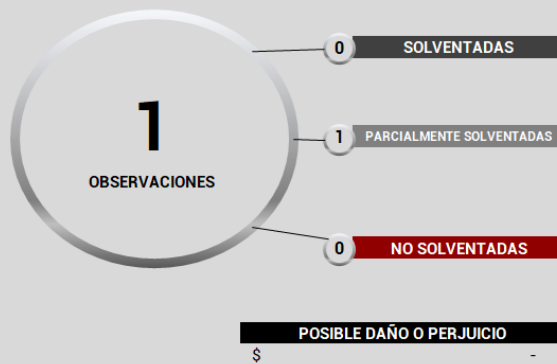 0 SOLVENTADAS
1
OBSERVACIONES
1 PARCIALMENTE SOLVENTADAS
0 NO SOLVENTADAS
POSIBLE DAÑO O PERJUICIO
$ -